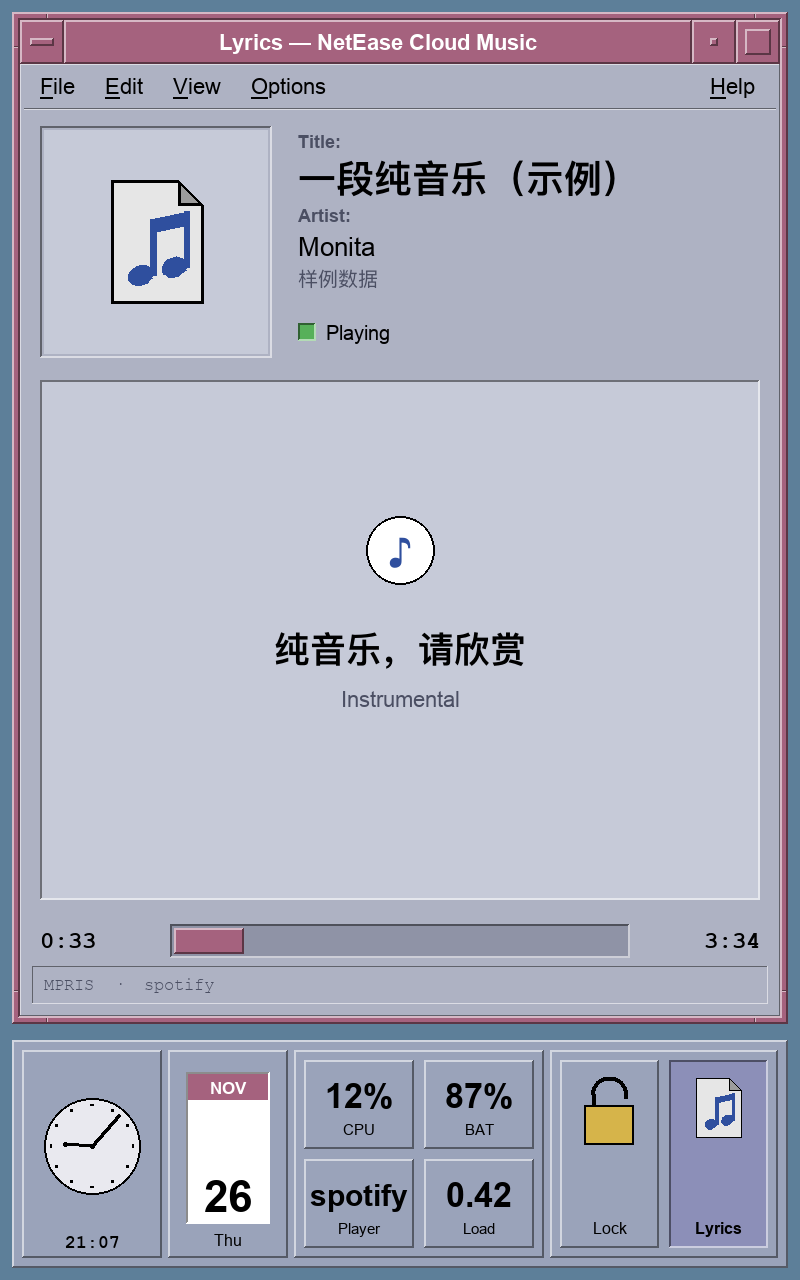 Lyrics — NetEase Cloud Music
File Edit View Options Help
Title:
一段纯音乐（示例）
Artist:
Monita
样例数据
Playing
纯音乐，请欣赏
Instrumental
0:33 3:34
MPRIS · spotify
NOV
26
Thu
21:07
12%
CPU
87%
BAT
spotify
Player
0.42
Load
Lock
Lyrics